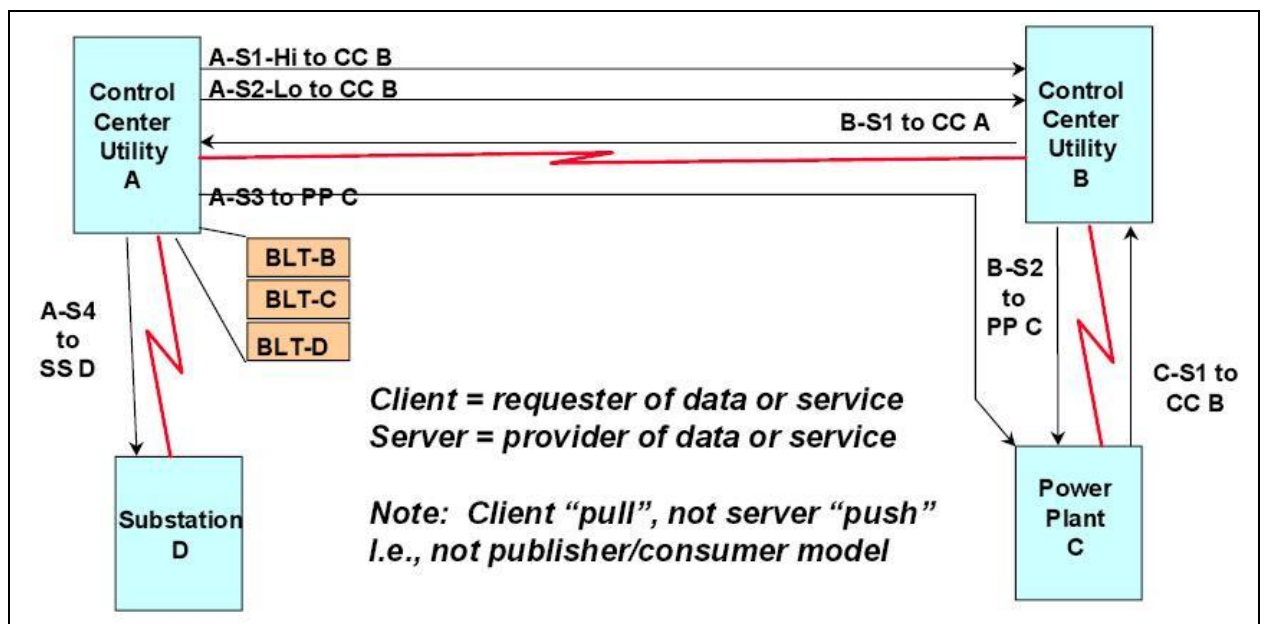 A-S1-Hi to CC B
A-S2-Lo to CC B
Control
Center
Utility
A
Control
Center
Utility
B
B-S1 to CC A
A-S3 to PP C
BLT-B
BLT-C
BLT-D
A-S4
to
SS D
B-S2
to
PP C
C-S1 to
CC B
Client = requester of data or service
Server = provider of data or service
Note: Client “pull”, not server “push”
I.e., not publisher/consumer model
Substation
D
Power
Plant
C